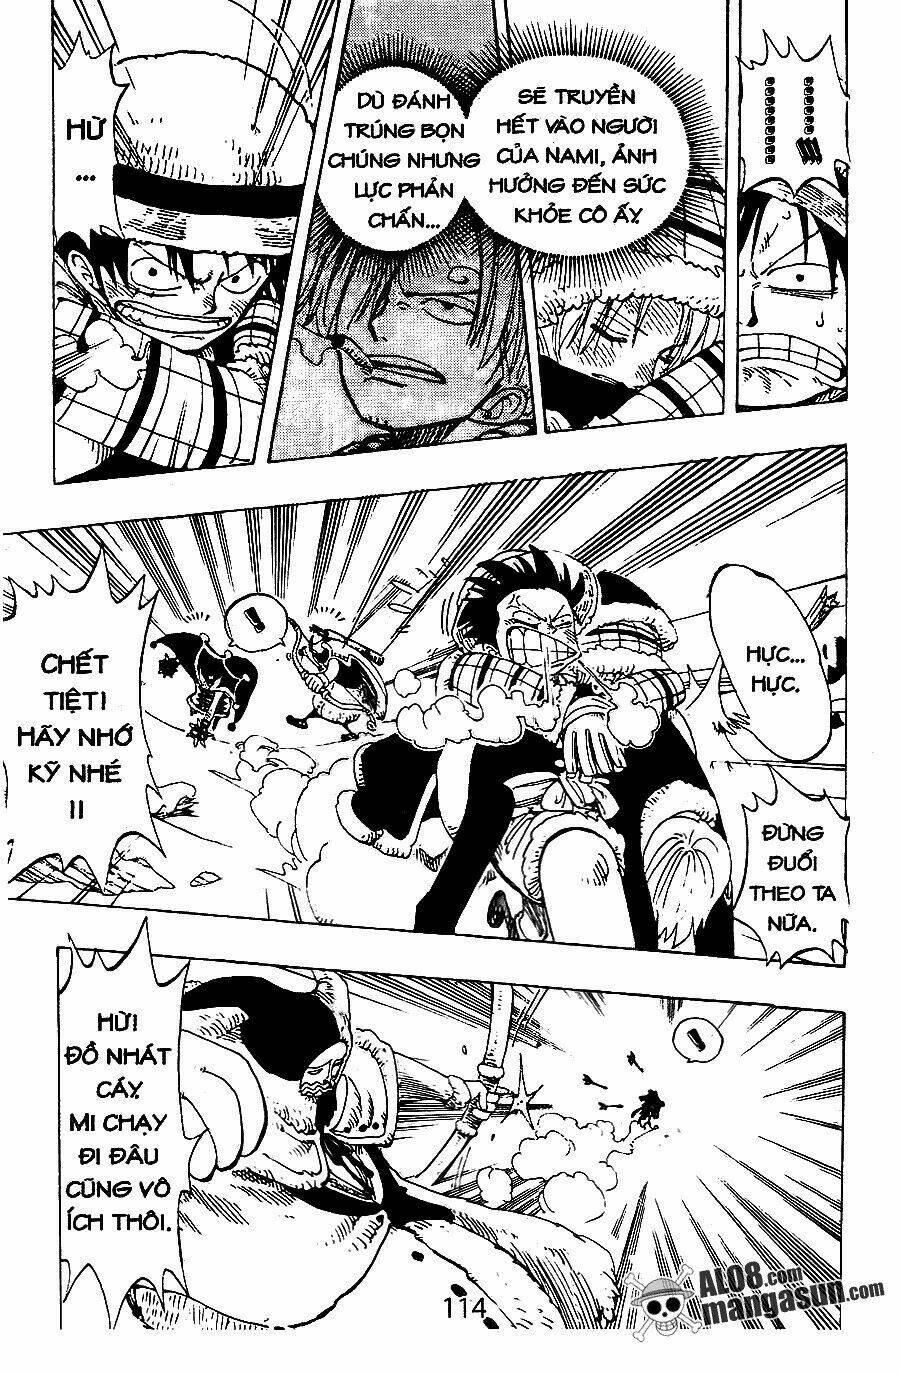 .......!!!
SẼ TRUYỀN
HẾT VÀO NGƯỜI
CỦA NAMI, ẢNH
HƯỞNG ĐẾN SỨC
KHỎE CÔ ẤY.
DÙ ĐÁNH
TRÚNG BỌN
CHÚNG NHƯNG
LỰC PHẢN
CHẤN...
HỪ
...
HỰC...
HỰC.
ĐỪNG
ĐUỔI
THEO TA
NỮA.
!
CHẾT
TIỆT!
HÃY NHỚ
KỸ NHÉ
!!
!
HỪ!
ĐỒ NHÁT
CÁY.
MI CHẠY
ĐI ĐÂU
CŨNG VÔ
ÍCH THÔI.
114
ALO8.com
mangasun.com